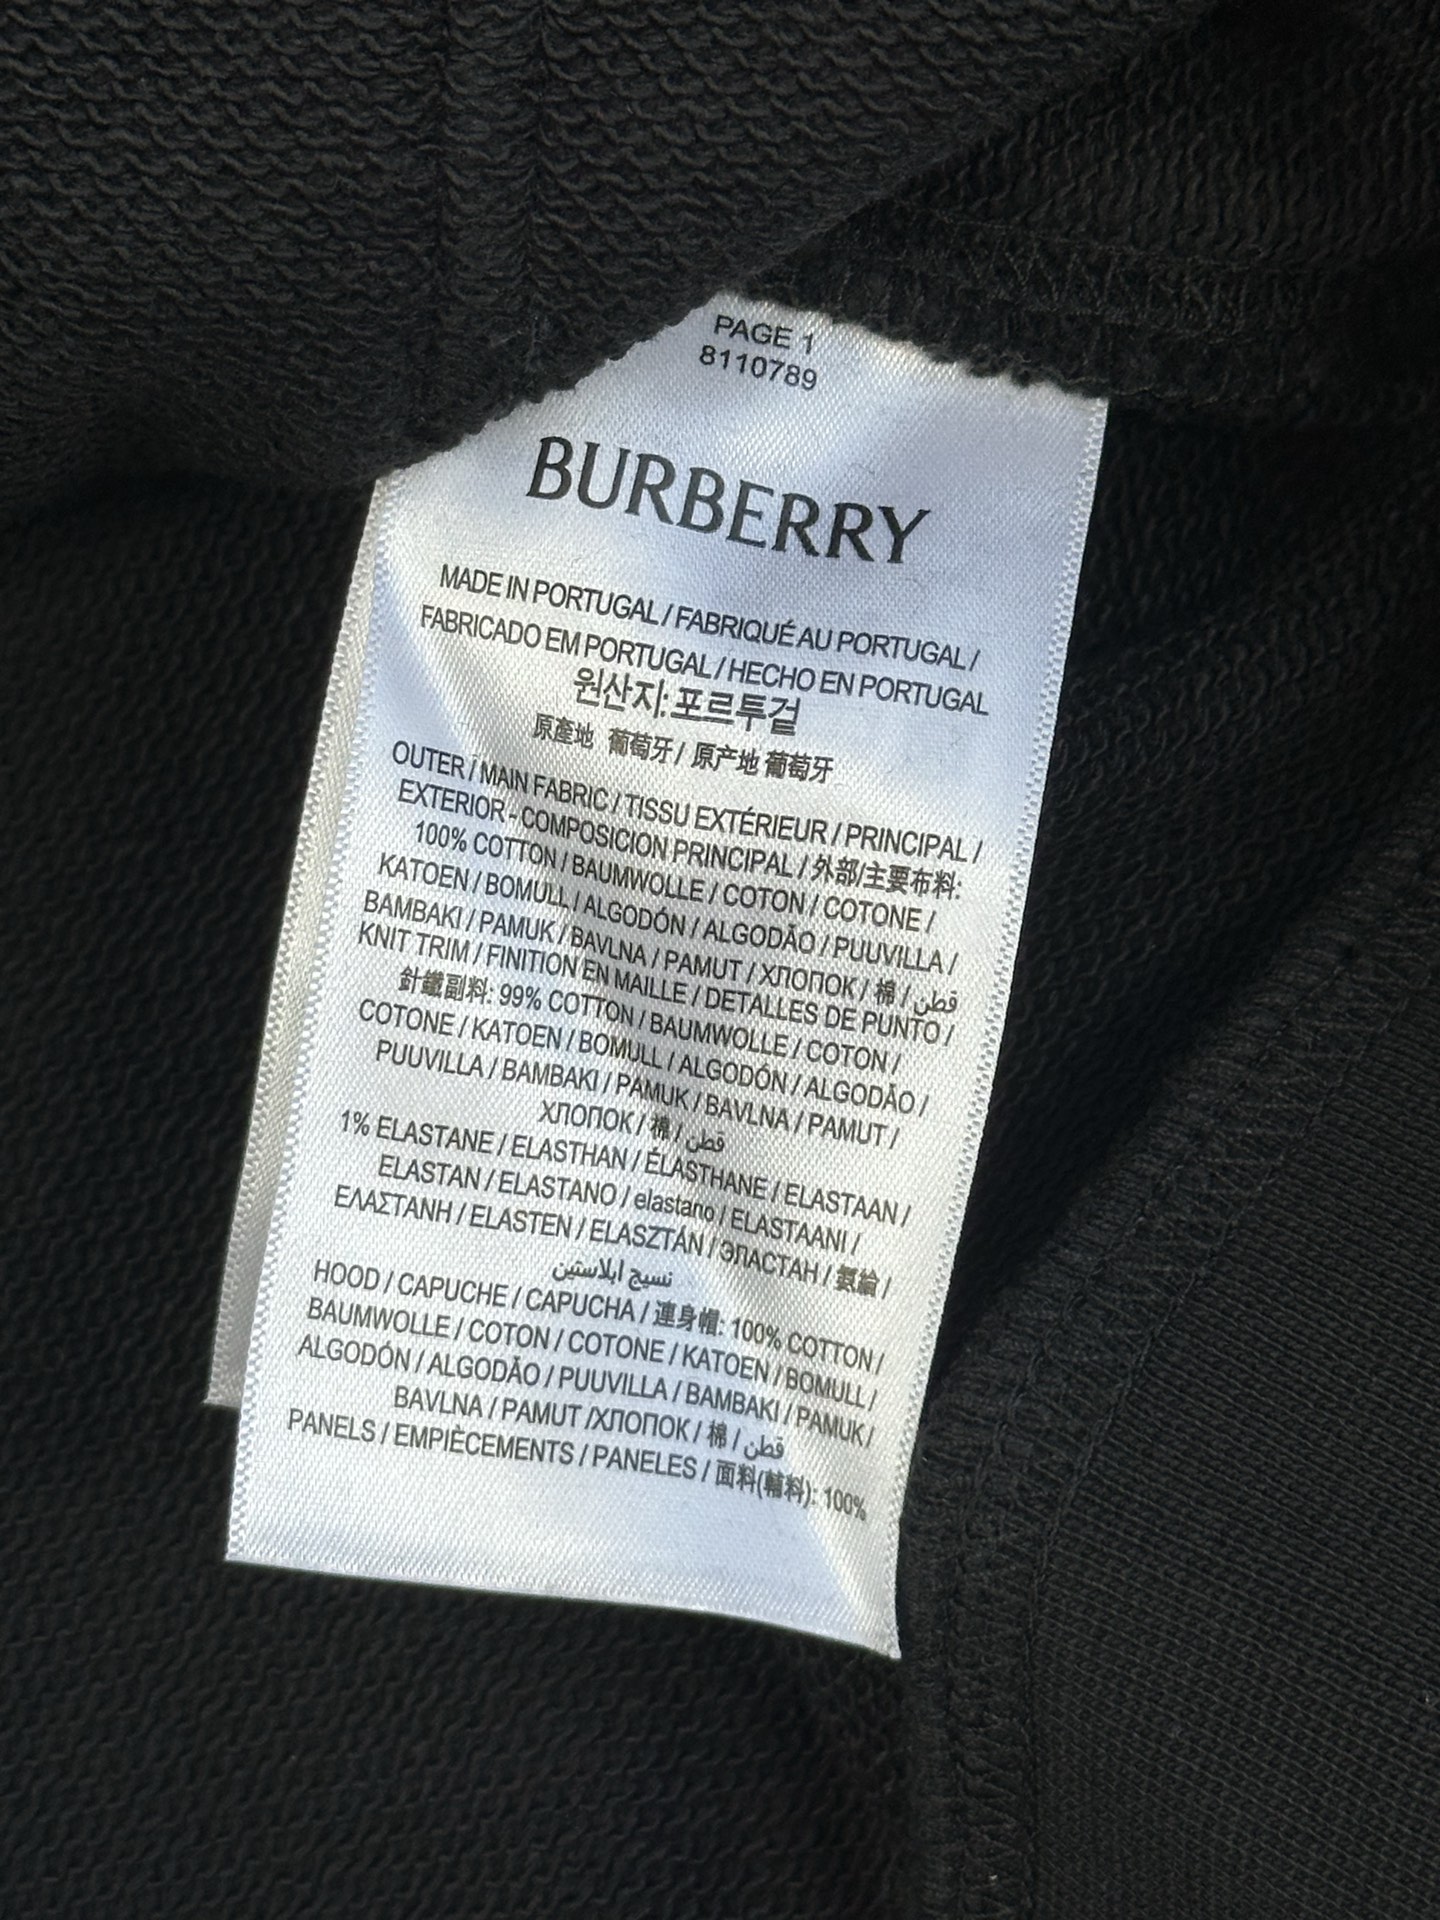 PAGE 1
8110789
BURBERRY
MADE IN PORTUGAL / FABRIQUÉ AU PORTUGAL /
FABRICADO EM PORTUGAL / HECHO EN PORTUGAL
원산지: 포르투겉
原產地 葡萄牙 / 原产地 葡萄牙
OUTER / MAIN FABRIC / TISSU EXTÉRIEUR / PRINCIPAL /
EXTERIOR - COMPOSICION PRINCIPAL / 外部/主要布料:
100% COTTON / BAUMWOLLE / COTON / COTONE /
KATOEN / BOMULL / ALGODÓN / ALGODÃO / PUUVILLA /
BAMBAKI / PAMUK / BAVLNA / PAMUT / ХЛОПОК / 棉 / قطن
KNIT TRIM / FINITION EN MAILLE / DETALLES DE PUNTO /
針鐵副料: 99% COTTON / BAUMWOLLE / COTON /
COTONE / KATOEN / BOMULL / ALGODÓN / ALGODÃO /
PUUVILLA / BAMBAKI / PAMUK / BAVLNA / PAMUT /
ХЛОПОК / 棉 / قطن
1% ELASTANE / ELASTHAN / ÉLASTHANE / ELASTAAN /
ELASTAN / ELASTANO / elastano / ELASTAANI /
ΕΛΑΣΤΑΝΗ / ELASTEN / ELASZTÁN / ЭЛАСТАН / 氨綸 /
نسيج ابلاستين
HOOD / CAPUCHE / CAPUCHA / 連身帽: 100% COTTON /
BAUMWOLLE / COTON / COTONE / KATOEN / BOMULL /
ALGODÓN / ALGODÃO / PUUVILLA / BAMBAKI / PAMUK /
BAVLNA / PAMUT /ХЛОПОК / 棉 / قطن
PANELS / EMPIÈCEMENTS / PANELES / 面料(輔料): 100%